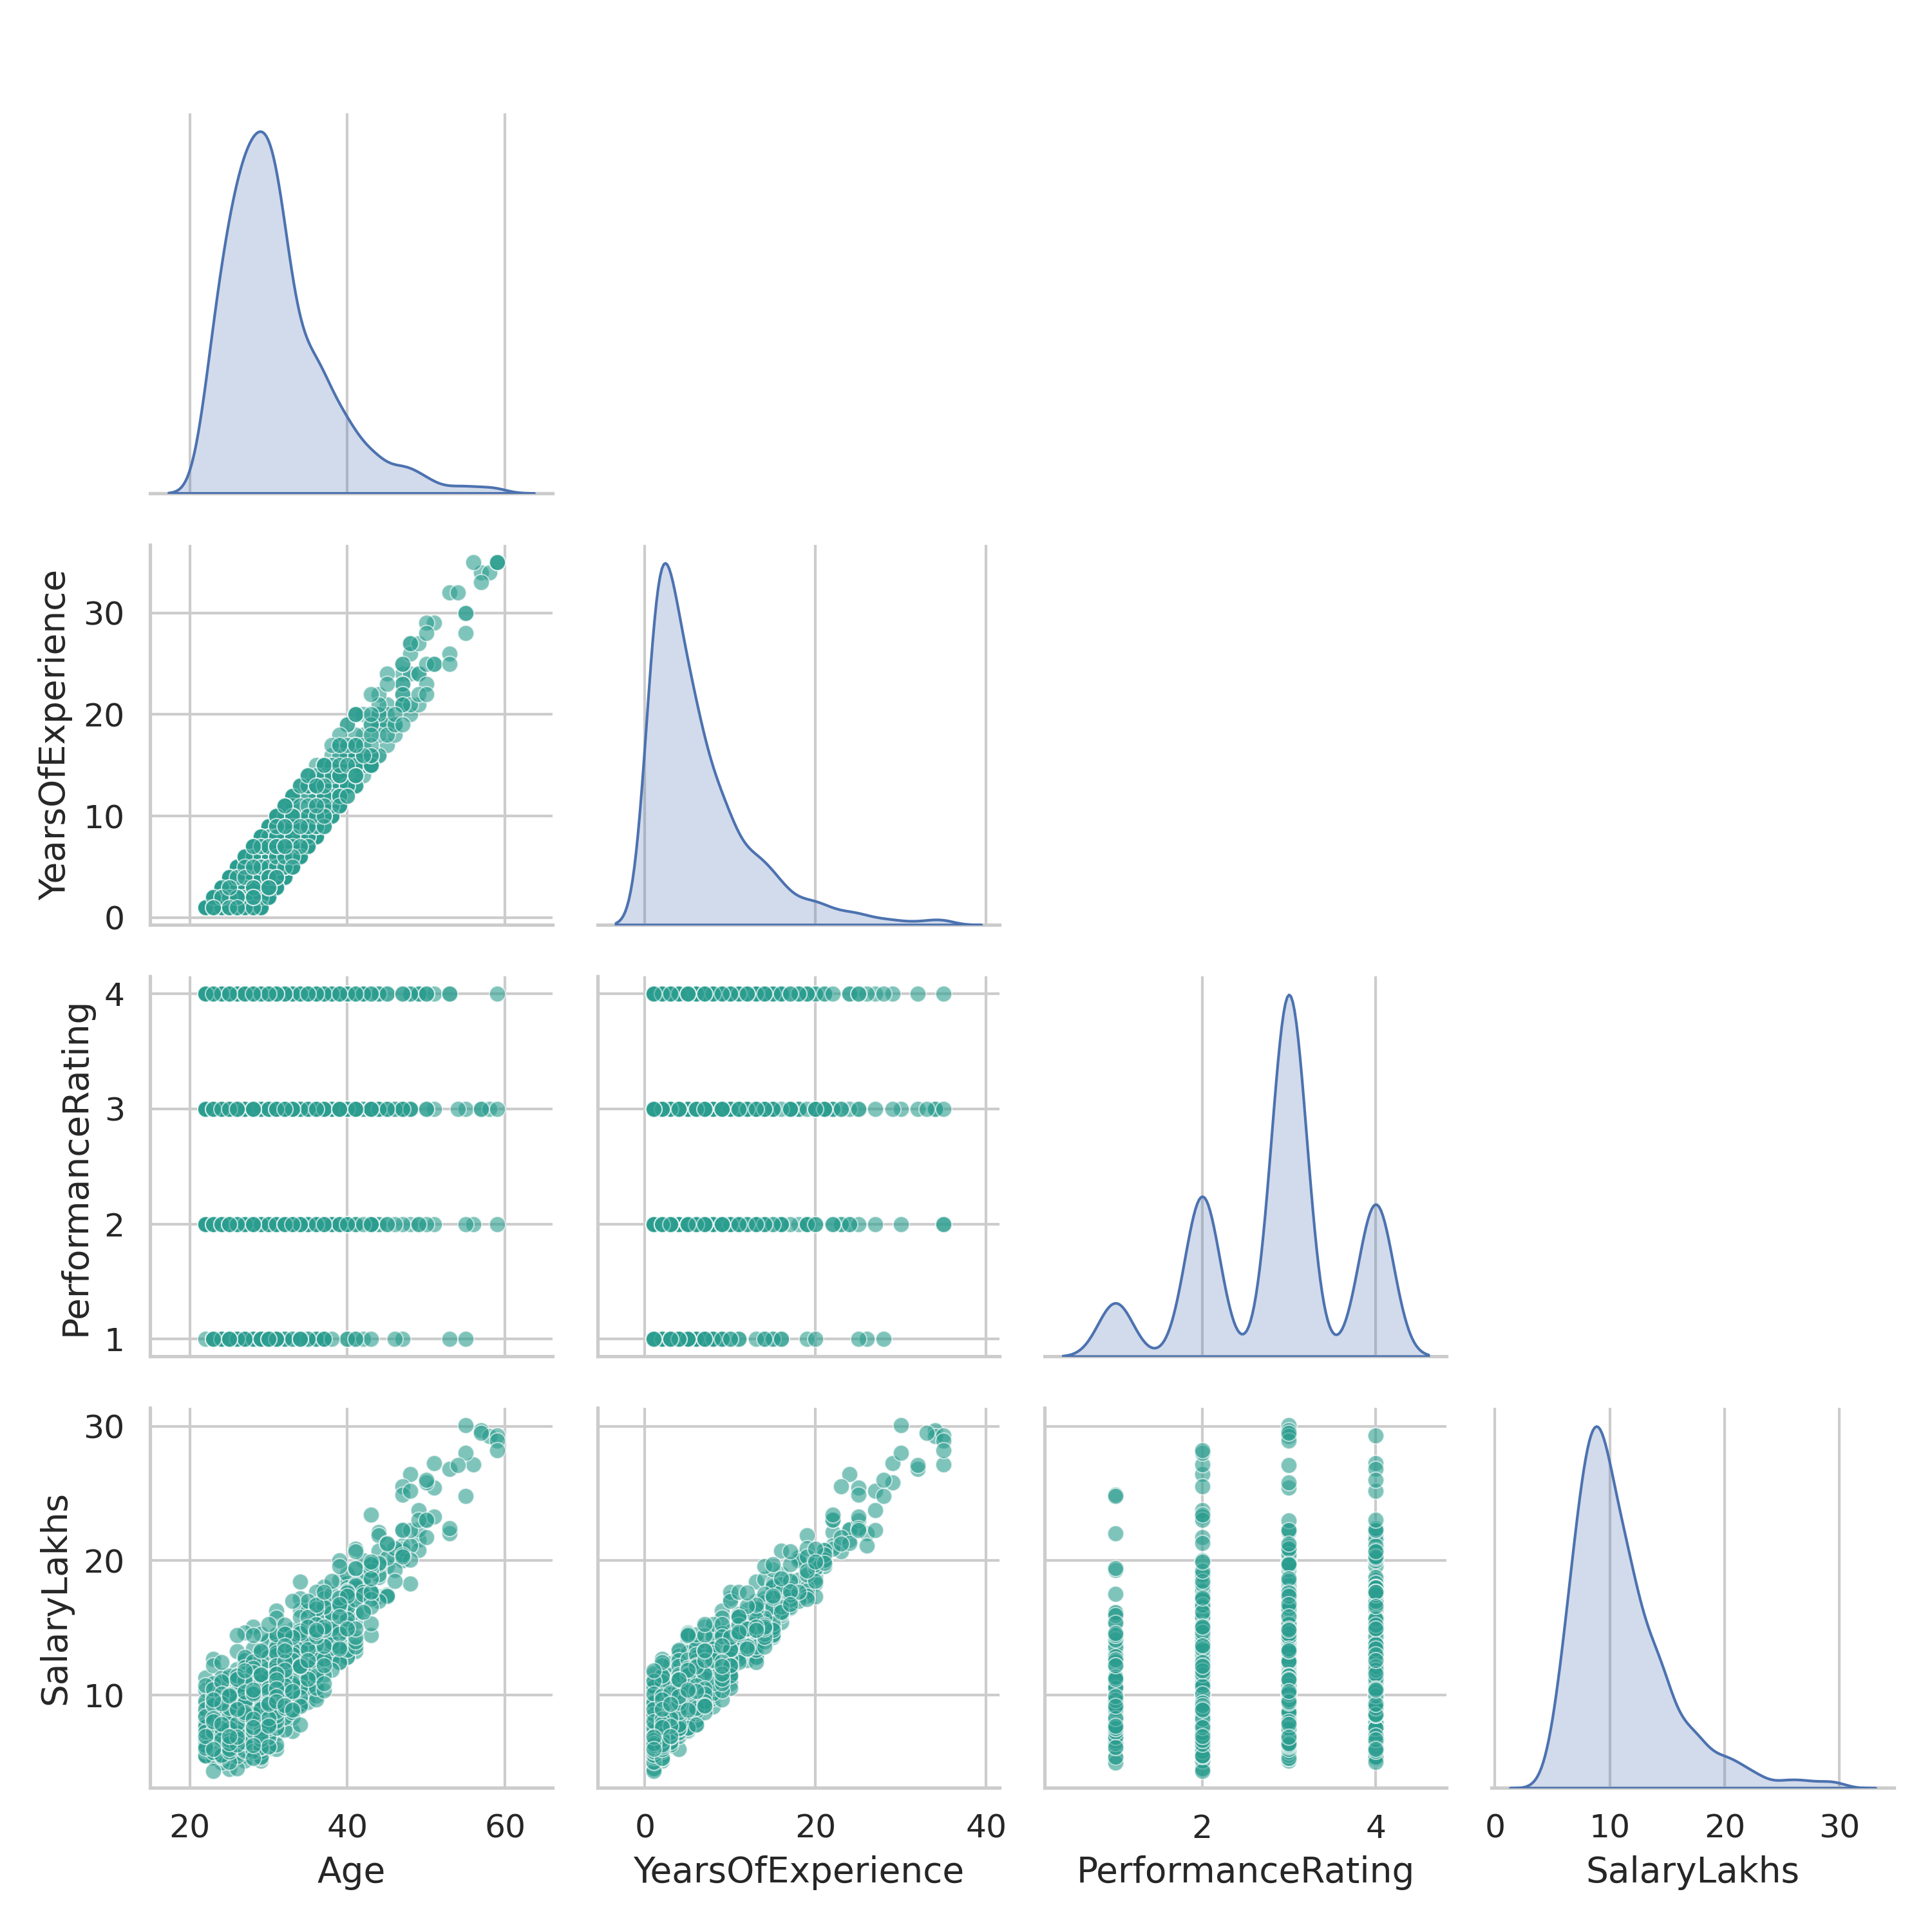 YearsOfExperience
30
20
10
0
PerformanceRating
4
3
2
1
SalaryLakhs
30
20
10
20 40 60 0 20 40 2 4 0 10 20 30
Age YearsOfExperience PerformanceRating SalaryLakhs